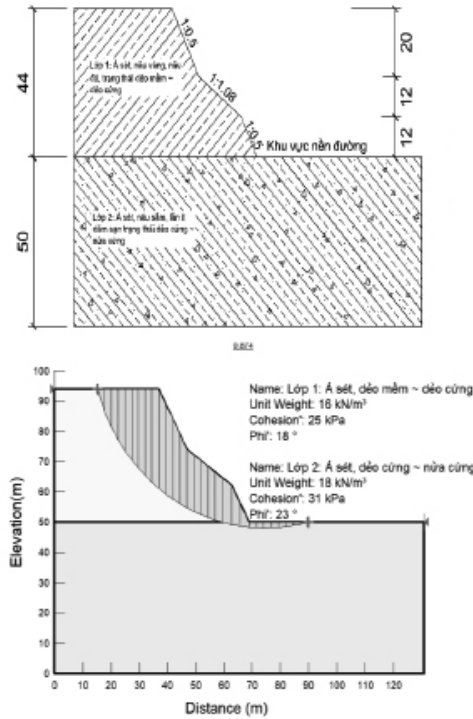 44
Lớp 1: Á sét, nâu vàng, nâu
đỏ, trạng thái dẻo mềm ~
dẻo cứng
1:0.5
1:1.08
1:0.5
20
12
12
Khu vực nền đường
50
Lớp 2: Á sét, nâu sẫm, lẫn ít
dăm sạn trạng thái dẻo cứng ~
nửa cứng
0.674
Name: Lớp 1: Á sét, dẻo mềm ~ dẻo cứng
Unit Weight: 16 kN/m³
Cohesion': 25 kPa
Phi': 18 °
Name: Lớp 2: Á sét, dẻo cứng ~ nửa cứng
Unit Weight: 18 kN/m³
Cohesion': 31 kPa
Phi': 23 °
Elevation(m)
100
90
80
70
60
50
40
30
20
10
0
0 10 20 30 40 50 60 70 80 90 100 110 120
Distance (m)